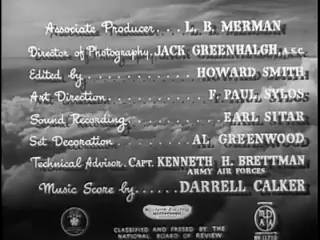 Associate Producer . . . L. B. MERMAN
Director of Photography. JACK GREENHALGH, A.S.C.
Edited by . . . . . . . . . . HOWARD SMITH
Art Direction . . . . . . . . . F. PAUL SYLOS
Sound Recording . . . . . . . . EARL SITAR
Set Decoration . . . . . . AL GREENWOOD
Technical Advisor. CAPT. KENNETH H. BRETTMAN
ARMY AIR FORCES
Music Score by . . . . . . DARRELL CALKER
CLASSIFIED AND PASSED BY THE
NATIONAL BOARD OF REVIEW